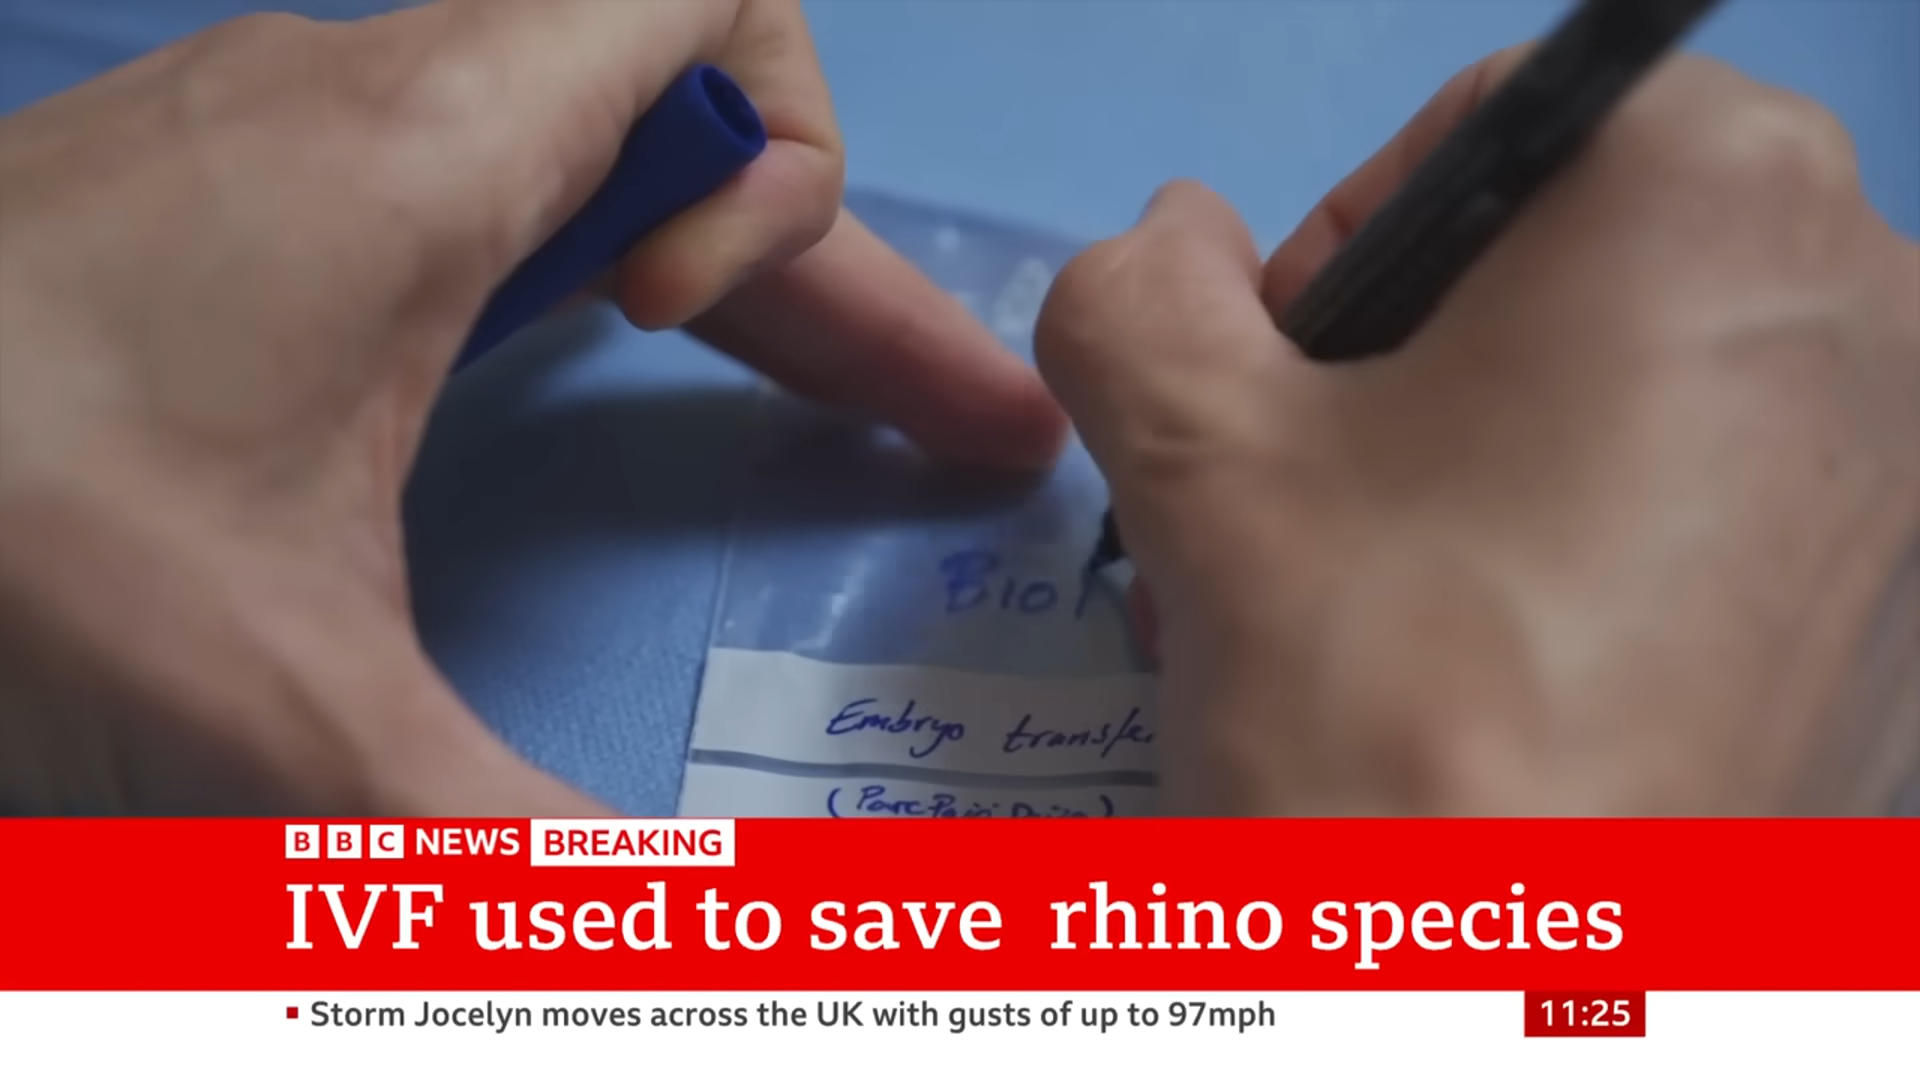 Bio
Embryo
BBC NEWS BREAKING
IVF used to save rhino species
Storm Jocelyn moves across the UK with gusts of up to 97mph
11:25